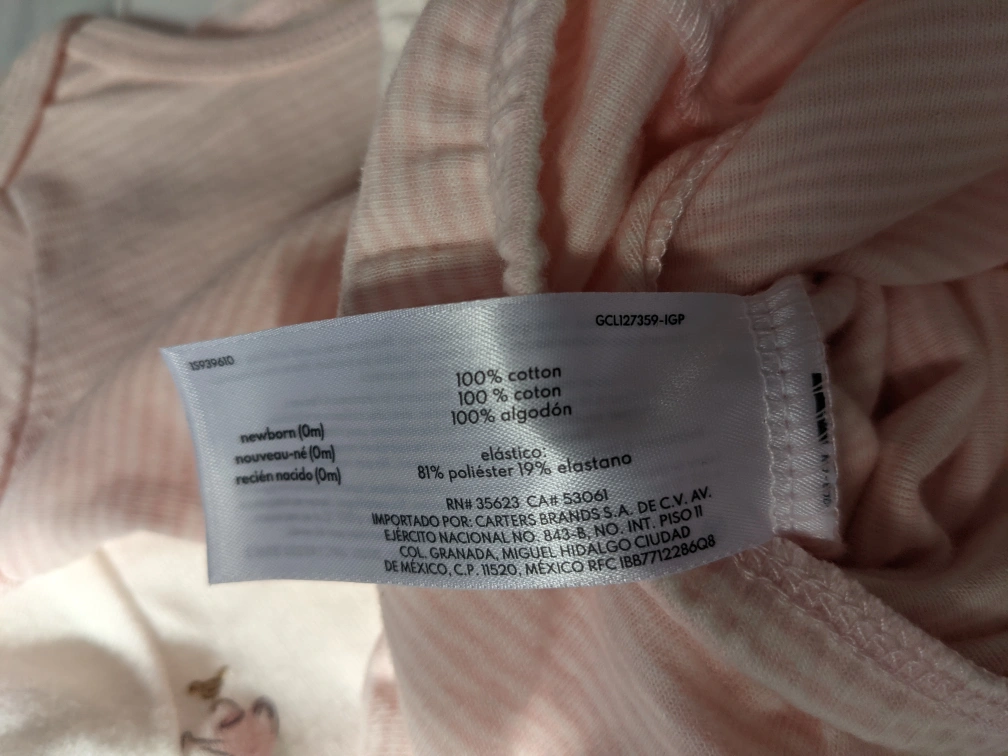 15939610
GCL127359-IGP
100% cotton
100 % coton
100% algodón
newborn (0m)
nouveau-né (0m)
recién nacido (0m)
elástico:
81% poliéster 19% elastano
RN# 35623 CA# 53061
IMPORTADO POR: CARTERS BRANDS S.A. DE C.V. AV.
EJÉRCITO NACIONAL NO. 843-B, NO. INT. PISO 11
COL. GRANADA, MIGUEL HIDALGO CIUDAD
DE MÉXICO, C.P. 11520, MÉXICO RFC IBB7712286Q8